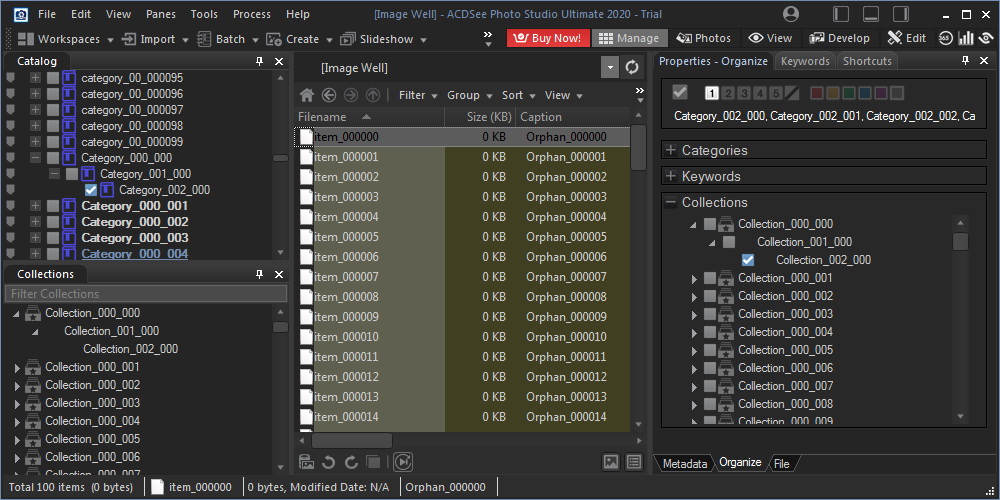 File Edit View Panes Tools Process Help [Image Well] - ACDSee Photo Studio Ultimate 2020 - Trial
Workspaces Import Batch Create Slideshow » Buy Now! Manage Photos View Develop Edit 365
Catalog
category_00_000095
category_00_000096
category_00_000097
category_00_000098
category_00_000099
Category_000_000
Category_001_000
Category_002_000
Category_000_001
Category_000_002
Category_000_003
Category_000_004
Collections
Filter Collections
Collection_000_000
Collection_001_000
Collection_002_000
Collection_000_001
Collection_000_002
Collection_000_003
Collection_000_004
Collection_000_005
Collection_000_006
Collection_000_007
[Image Well]
Filter Group Sort View »
Filename Size (KB) Caption
item_000000 0 KB Orphan_000000
item_000001 0 KB Orphan_000001
item_000002 0 KB Orphan_000002
item_000003 0 KB Orphan_000003
item_000004 0 KB Orphan_000004
item_000005 0 KB Orphan_000005
item_000006 0 KB Orphan_000006
item_000007 0 KB Orphan_000007
item_000008 0 KB Orphan_000008
item_000009 0 KB Orphan_000009
item_000010 0 KB Orphan_000010
item_000011 0 KB Orphan_000011
item_000012 0 KB Orphan_000012
item_000013 0 KB Orphan_000013
item_000014 0 KB Orphan_000014
Properties - Organize Keywords Shortcuts
1 2 3 4 5
Category_002_000, Category_002_001, Category_002_002, Ca
Categories
Keywords
Collections
Collection_000_000
Collection_001_000
Collection_002_000
Collection_000_001
Collection_000_002
Collection_000_003
Collection_000_004
Collection_000_005
Collection_000_006
Collection_000_007
Collection_000_008
Collection_000_009
Metadata Organize File
Total 100 items (0 bytes) item_000000 0 bytes, Modified Date: N/A Orphan_000000